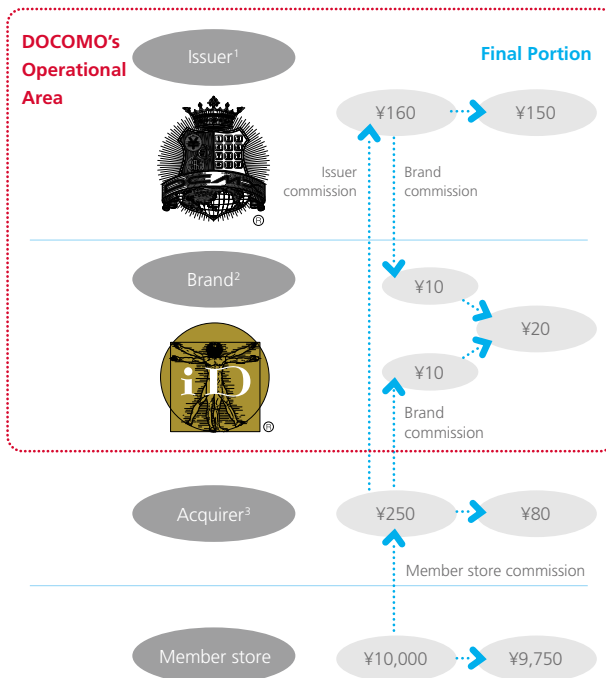 DOCOMO's
Operational
Area
Issuer1
Final Portion
¥160
¥150
Issuer
commission
Brand
commission
®
Brand2
¥10
¥20
iD
¥10
®
Brand
commission
Acquirer3
¥250
¥80
Member store commission
Member store
¥10,000
¥9,750